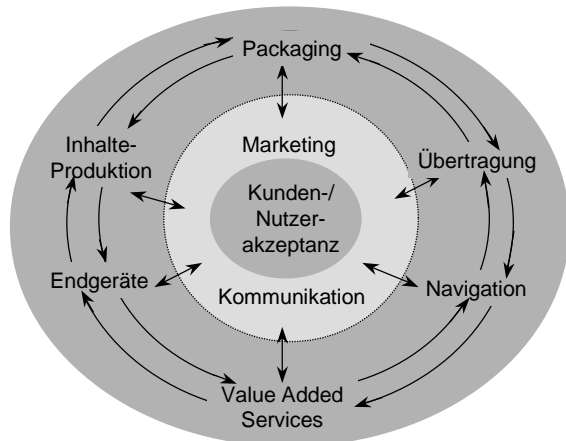 Packaging
Inhalte-
Produktion
Marketing
Übertragung
Kunden-/
Nutzer-
akzeptanz
Endgeräte
Kommunikation
Navigation
Value Added
Services